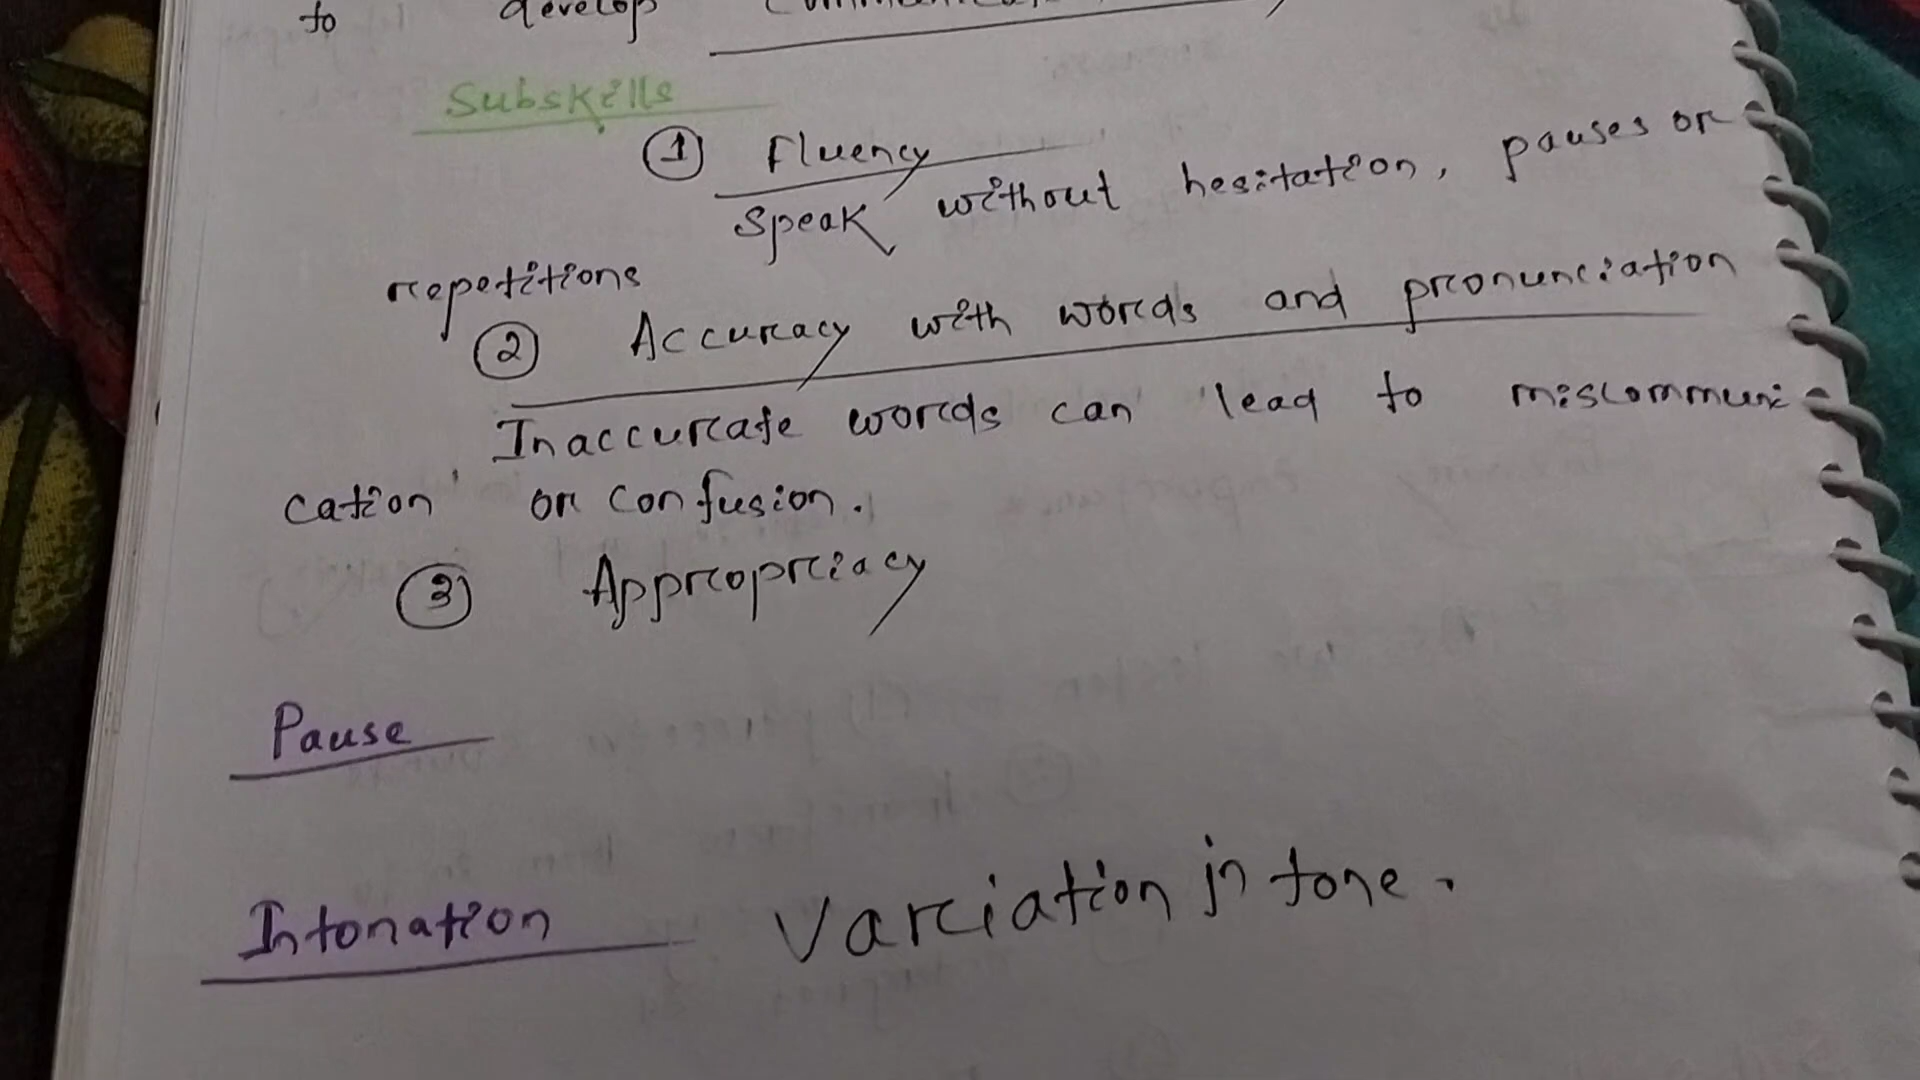 to develop
Subskills
① Fluency
Speak without hesitation, pauses or
repetitions
② Accuracy with words and pronunciation
Inaccurate words can lead to miscommuni
cation or confusion.
③ Appropriacy
Pause
Intonation Variation in tone.